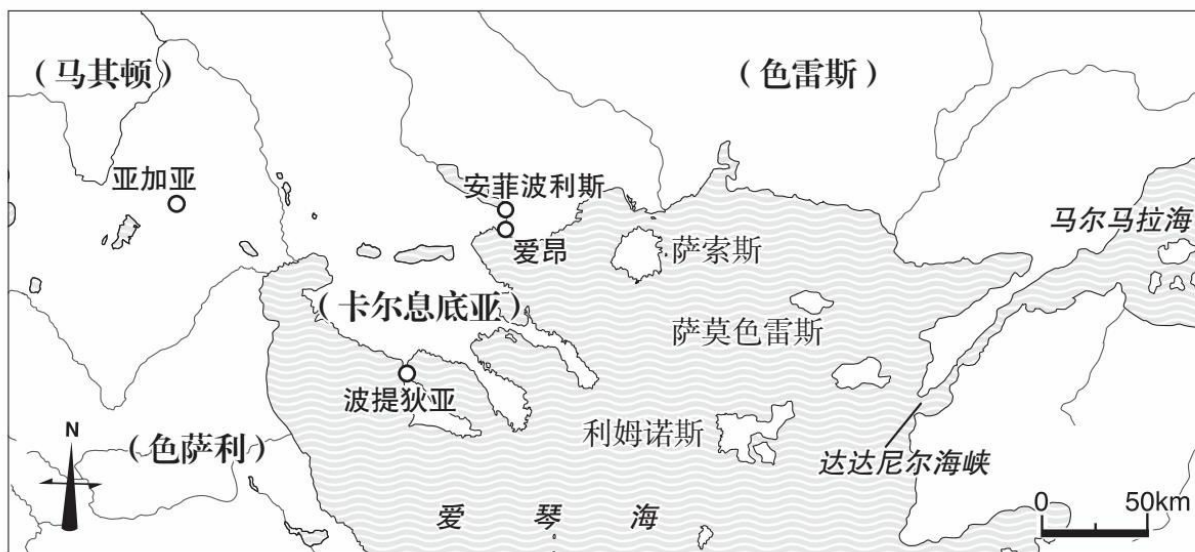 （马其顿）
（色雷斯）
亚加亚
安菲波利斯
马尔马拉海
爱昂
萨索斯
（卡尔息底亚）
萨莫色雷斯
波提狄亚
利姆诺斯
（色萨利）
达达尼尔海峡
N
0 50km
爱琴海